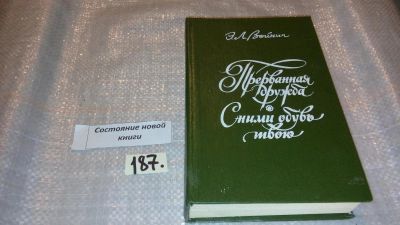 Состояние новой
книги
187.
Э.Л. Войнич
Прерванная
дружба
Сними обувь
твою